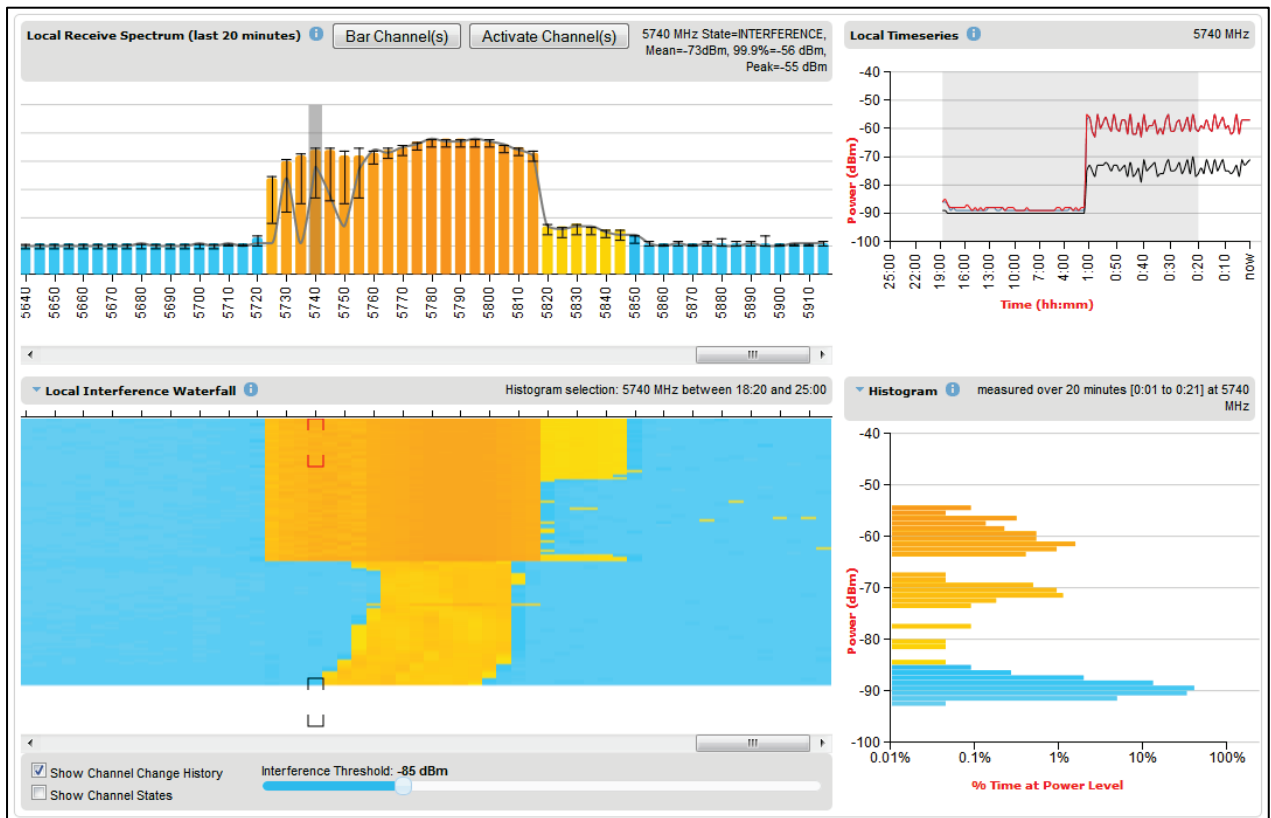 Local Receive Spectrum (last 20 minutes)
Bar Channel(s)
Activate Channel(s)
5740 MHz State=INTERFERENCE,
Mean=-73dBm, 99.9%=-56 dBm,
Peak=-55 dBm
5640
5650
5660
5670
5680
5690
5700
5710
5720
5730
5740
5750
5760
5770
5780
5790
5800
5810
5820
5830
5840
5850
5860
5870
5880
5890
5900
5910
Local Timeseries
5740 MHz
-40
-50
-60
-70
-80
-90
-100
Power (dBm)
25:00
22:00
19:00
16:00
13:00
10:00
7:00
4:00
1:00
0:50
0:40
0:30
0:20
0:10
now
Time (hh:mm)
Local Interference Waterfall
Histogram selection: 5740 MHz between 18:20 and 25:00
Show Channel Change History
Show Channel States
Interference Threshold: -85 dBm
Histogram
measured over 20 minutes [0:01 to 0:21] at 5740
MHz
-40
-50
-60
-70
-80
-90
-100
Power (dBm)
0.01%
0.1%
1%
10%
100%
% Time at Power Level